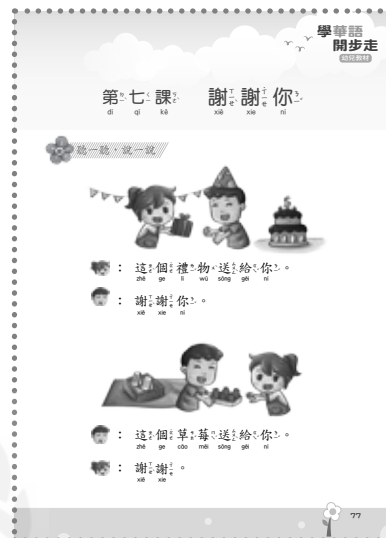 學華語
開步走
幼兒教材
第七課 謝謝你
dì qī kè xiè xie nǐ
聽一聽，說一說
： 這個禮物送給你。
zhè ge lǐ wù sòng gěi nǐ
： 謝謝你。
xiè xie nǐ
： 這個草莓送給你。
zhè ge cǎo méi sòng gěi nǐ
： 謝謝。
xiè xie
77